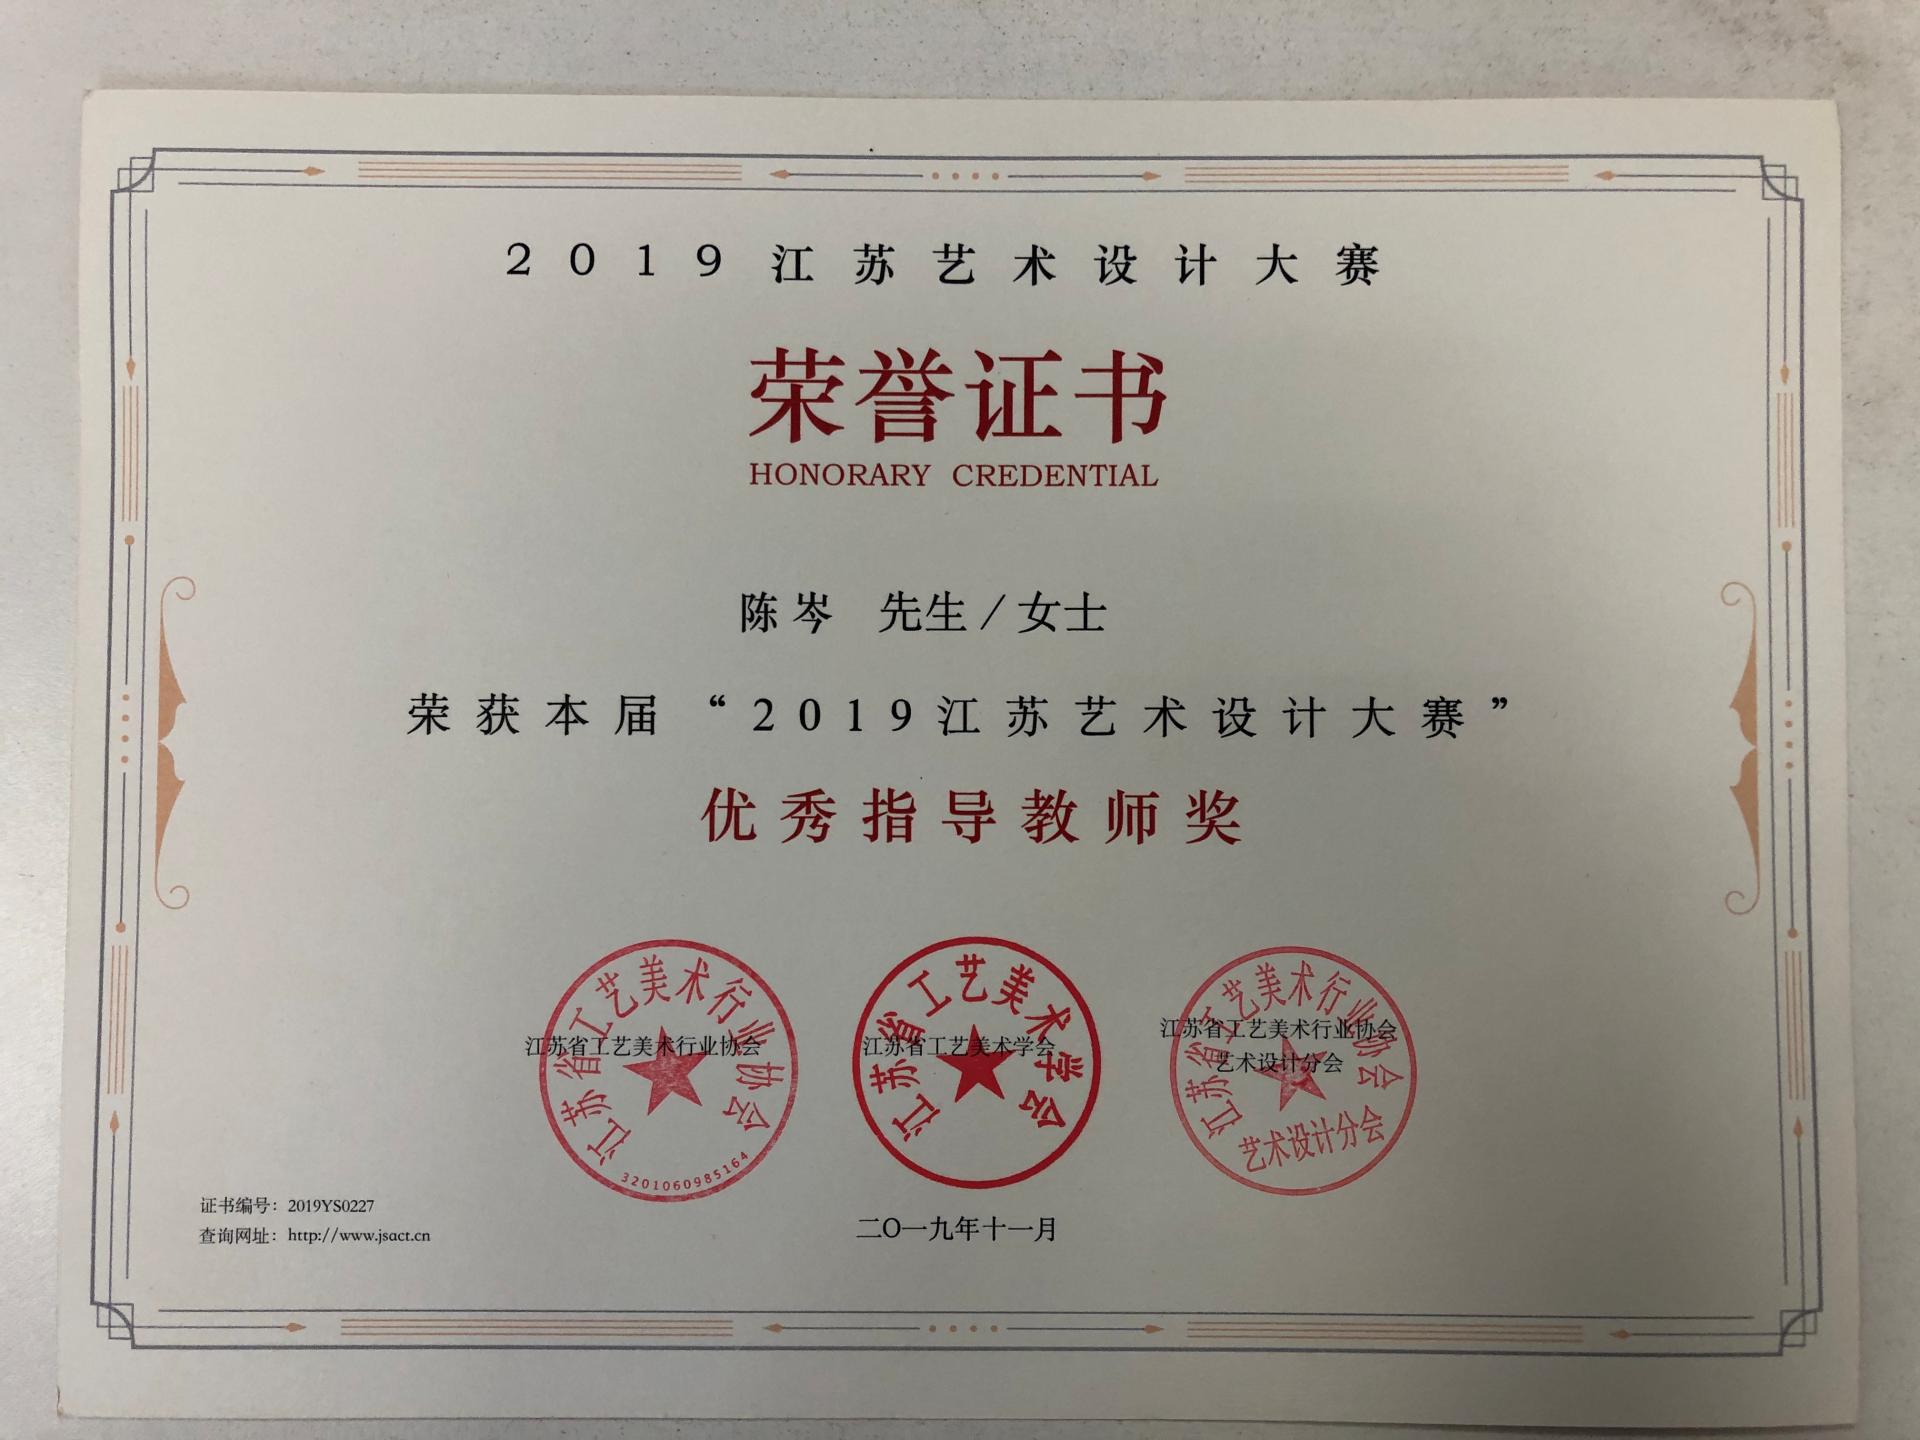 2019江苏艺术设计大赛
荣誉证书
HONORARY CREDENTIAL
陈岑 先生/女士
荣获本届“2019江苏艺术设计大赛”
优秀指导教师奖
江苏省工艺美术行业协会
江苏省工艺美术行业协会
3201060985164
江苏省工艺美术学会
江苏省工艺美术学会
江苏省工艺美术行业协会
江苏省工艺美术行业协会
艺术设计分会
艺术设计分会
证书编号：2019YS0227
查询网址：http://www.jsact.cn
二〇一九年十一月